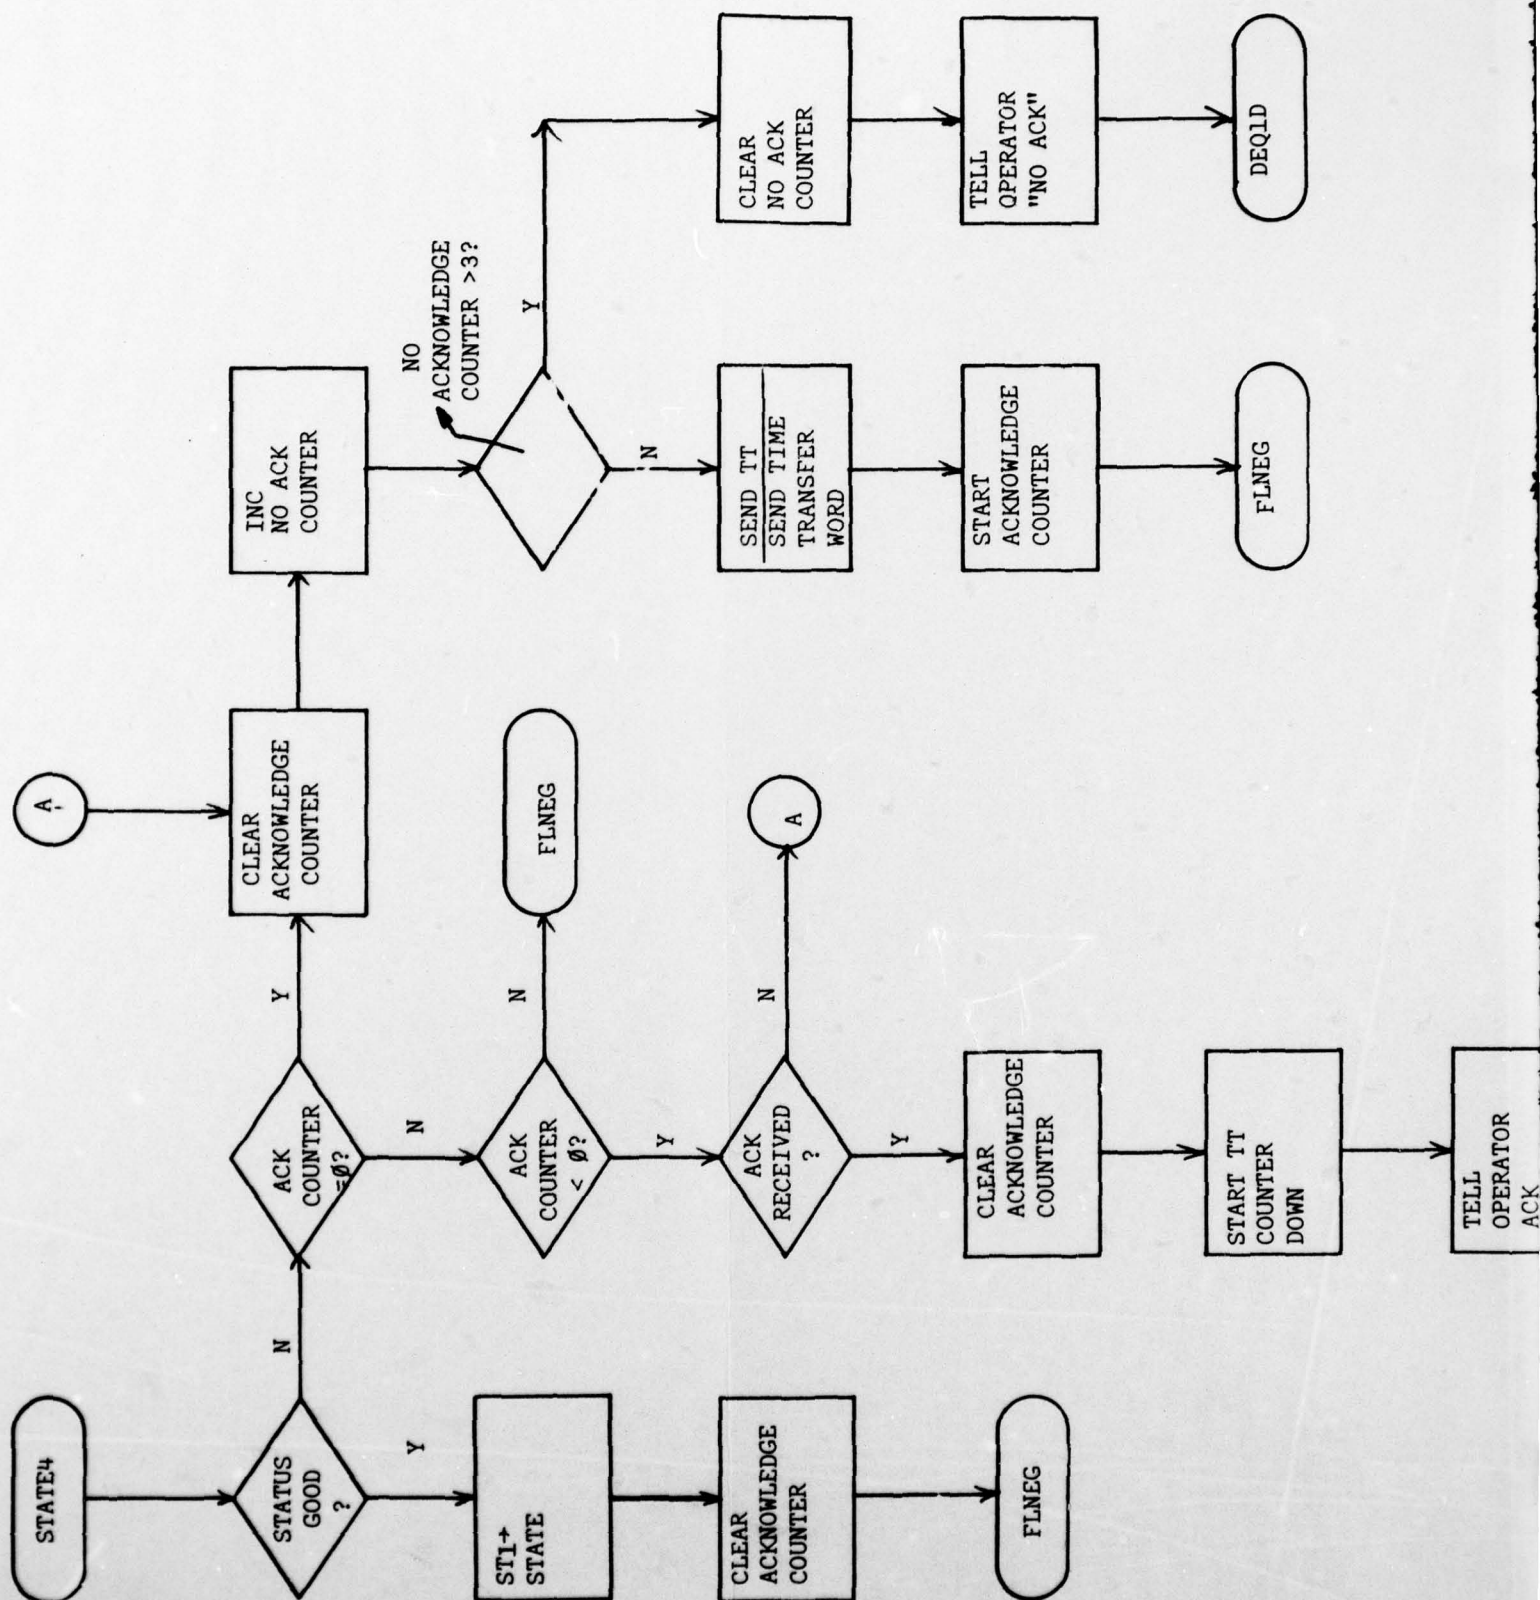 STATE4
STATUS
GOOD
?
Y
ST1→
STATE
CLEAR
ACKNOWLEDGE
COUNTER
FLNEG
N
ACK
COUNTER
=Ø?
N
ACK
COUNTER
< Ø?
Y
ACK
RECEIVED
?
Y
CLEAR
ACKNOWLEDGE
COUNTER
START TT
COUNTER
DOWN
TELL
OPERATOR
ACK
Y
N
FLNEG
N
A
A
CLEAR
ACKNOWLEDGE
COUNTER
INC
NO ACK
COUNTER
NO
ACKNOWLEDGE
COUNTER >3?
N
SEND TT
SEND TIME
TRANSFER
WORD
START
ACKNOWLEDGE
COUNTER
FLNEG
Y
CLEAR
NO ACK
COUNTER
TELL
OPERATOR
"NO ACK"
DEQ1D